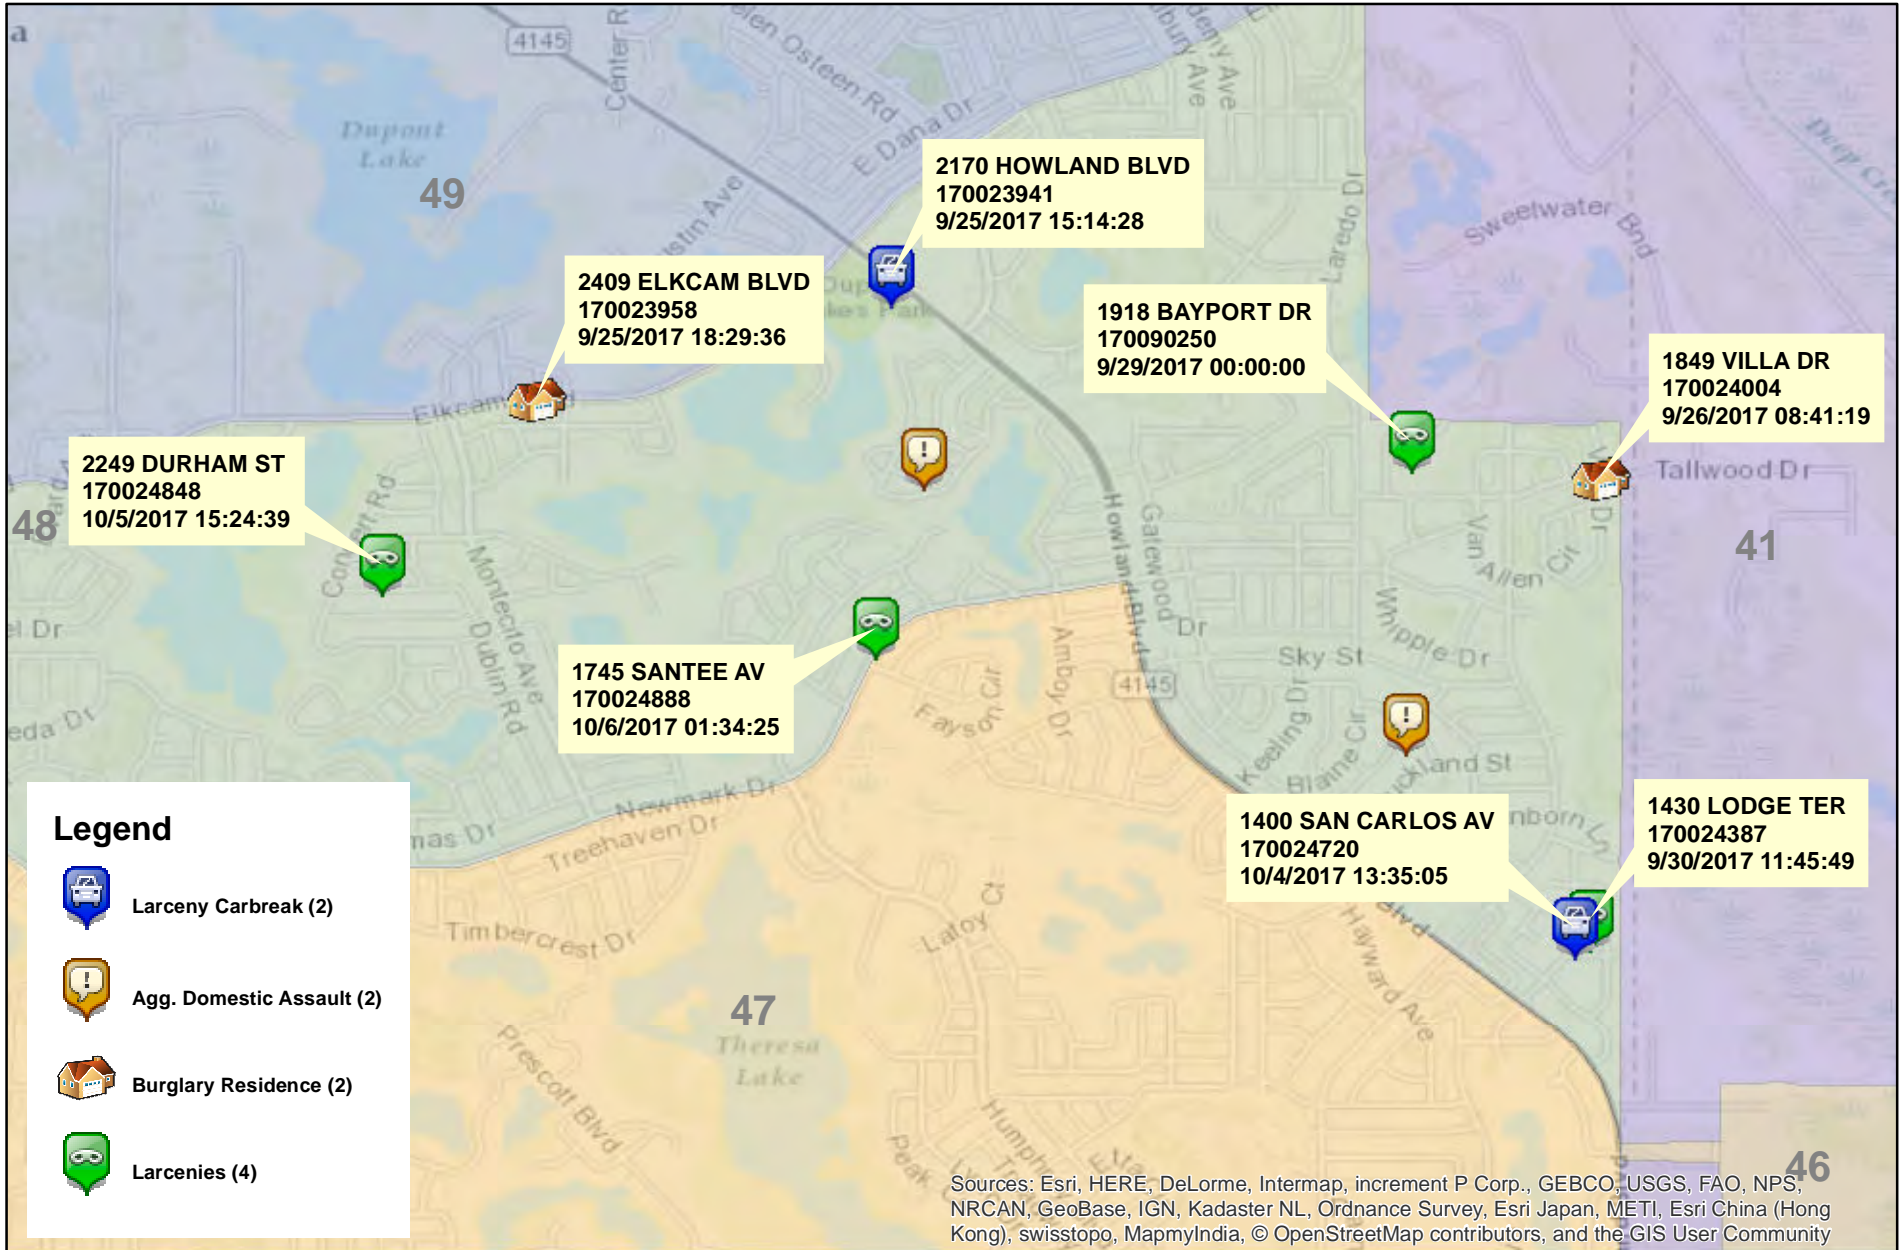 4145
Center R
elen Osteen Rd
E Dana Dr
Dupont
Lake
49
2170 HOWLAND BLVD
170023941
9/25/2017 15:14:28
Laredo Dr
Sweetwater Bnd
2409 ELKCAM BLVD
170023958
9/25/2017 18:29:36
1918 BAYPORT DR
170090250
9/29/2017 00:00:00
1849 VILLA DR
170024004
9/26/2017 08:41:19
2249 DURHAM ST
170024848
10/5/2017 15:24:39
48
Tallwood Dr
41
Howland Blvd
Gatewood
Dr
Van Allen Cir
Whipple Dr
Montecito Ave
Dublin Rd
1745 SANTEE AV
170024888
10/6/2017 01:34:25
Fayson Cir
Amboy Dr
4145
Sky St
Keeling Dr
Blaine Cir
eda Dr
Newmark Dr
Treehaven Dr
mas Dr
Timbercrest Dr
1400 SAN CARLOS AV
170024720
10/4/2017 13:35:05
1430 LODGE TER
170024387
9/30/2017 11:45:49
Hayward Ave
Blvd
47
Theresa
Lake
Prescott Blvd
46
Legend
Larceny Carbreak (2)
Agg. Domestic Assault (2)
Burglary Residence (2)
Larcenies (4)
Sources: Esri, HERE, DeLorme, Intermap, increment P Corp., GEBCO, USGS, FAO, NPS,
NRCAN, GeoBase, IGN, Kadaster NL, Ordnance Survey, Esri Japan, METI, Esri China (Hong
Kong), swisstopo, MapmyIndia, © OpenStreetMap contributors, and the GIS User Community